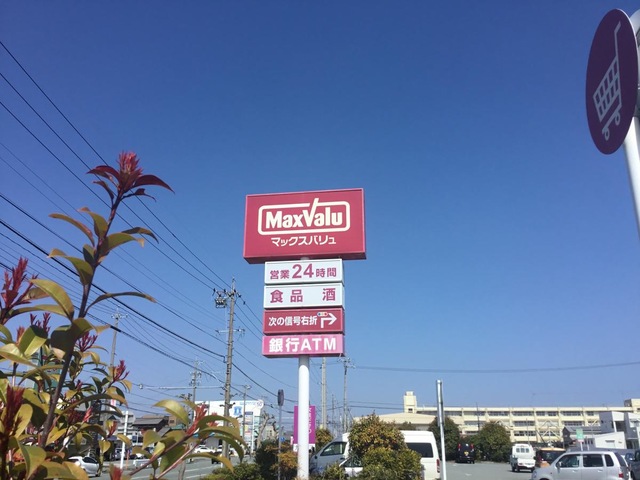 MaxValu
マックスバリュ
営業24時間
食品 酒
次の信号右折
銀行ATM